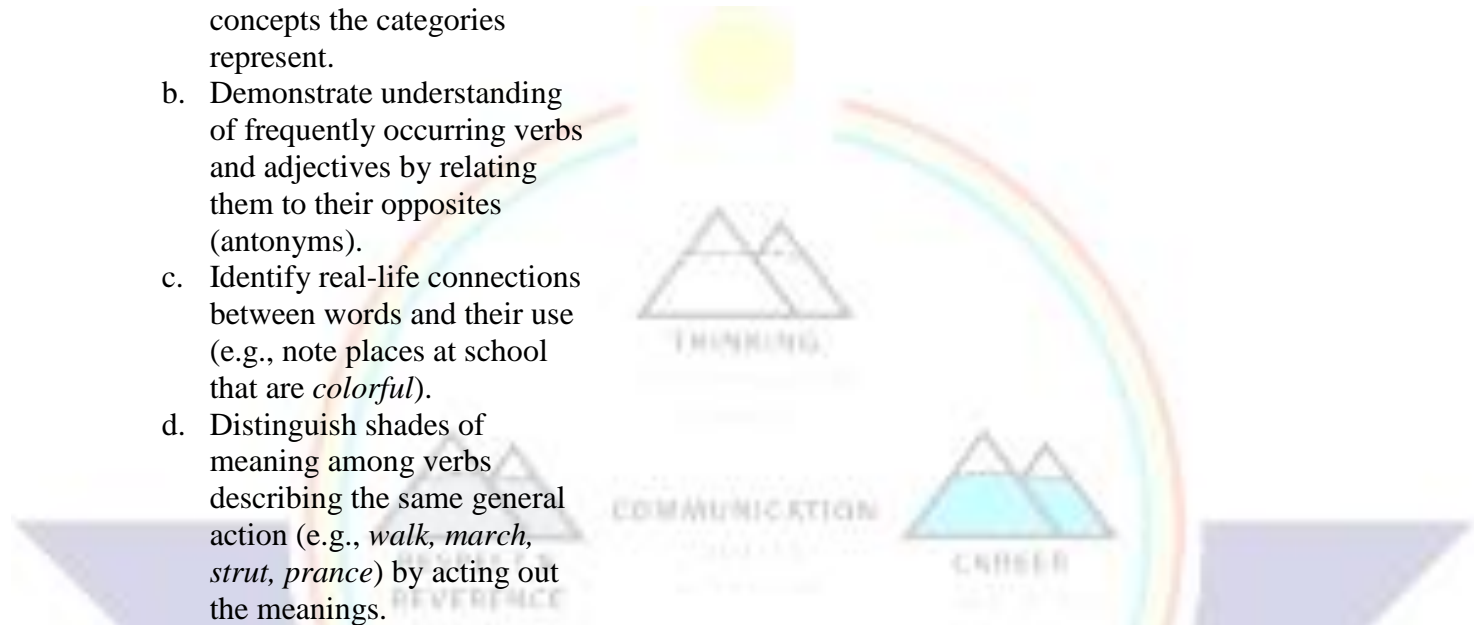 concepts the categories
represent.
b. Demonstrate understanding
of frequently occurring verbs
and adjectives by relating
them to their opposites
(antonyms).
c. Identify real-life connections
between words and their use
(e.g., note places at school
that are colorful).
d. Distinguish shades of
meaning among verbs
describing the same general
action (e.g., walk, march,
strut, prance) by acting out
the meanings.
THINKING
COMMUNICATION
CAREER
REVERENCE